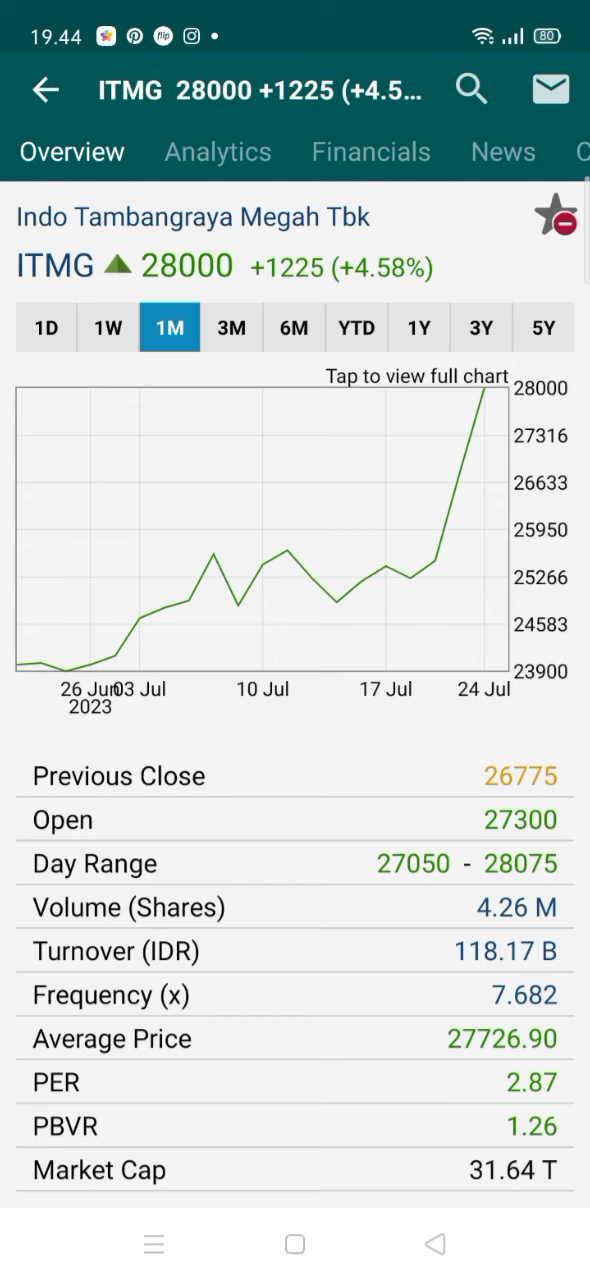 19.44 flip 80
ITMG 28000 +1225 (+4.5...
Overview Analytics Financials News C
Indo Tambangraya Megah Tbk
ITMG 28000 +1225 (+4.58%)
1D 1W 1M 3M 6M YTD 1Y 3Y 5Y
Tap to view full chart
28000
27316
26633
25950
25266
24583
23900
26 Jun 03 Jul 10 Jul 17 Jul 24 Jul
2023
Previous Close 26775
Open 27300
Day Range 27050 - 28075
Volume (Shares) 4.26 M
Turnover (IDR) 118.17 B
Frequency (x) 7.682
Average Price 27726.90
PER 2.87
PBVR 1.26
Market Cap 31.64 T